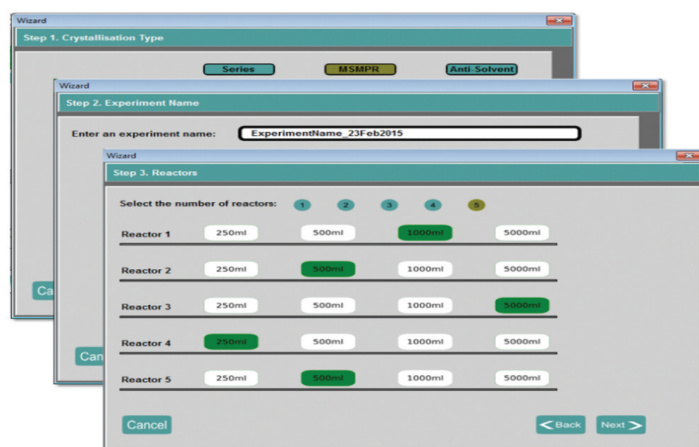 Wizard
Step 1. Crystallisation Type
Series MSMPR Anti-Solvent
Wizard
Step 2. Experiment Name
Enter an experiment name: ExperimentName_23Feb2015
Wizard
Step 3. Reactors
Select the number of reactors: 1 2 3 4 5
Reactor 1 250ml 500ml 1000ml 5000ml
Reactor 2 250ml 500ml 1000ml 5000ml
Reactor 3 250ml 500ml 1000ml 5000ml
Reactor 4 250ml 500ml 1000ml 5000ml
Reactor 5 250ml 500ml 1000ml 5000ml
Ca
Can
Cancel <Back Next >